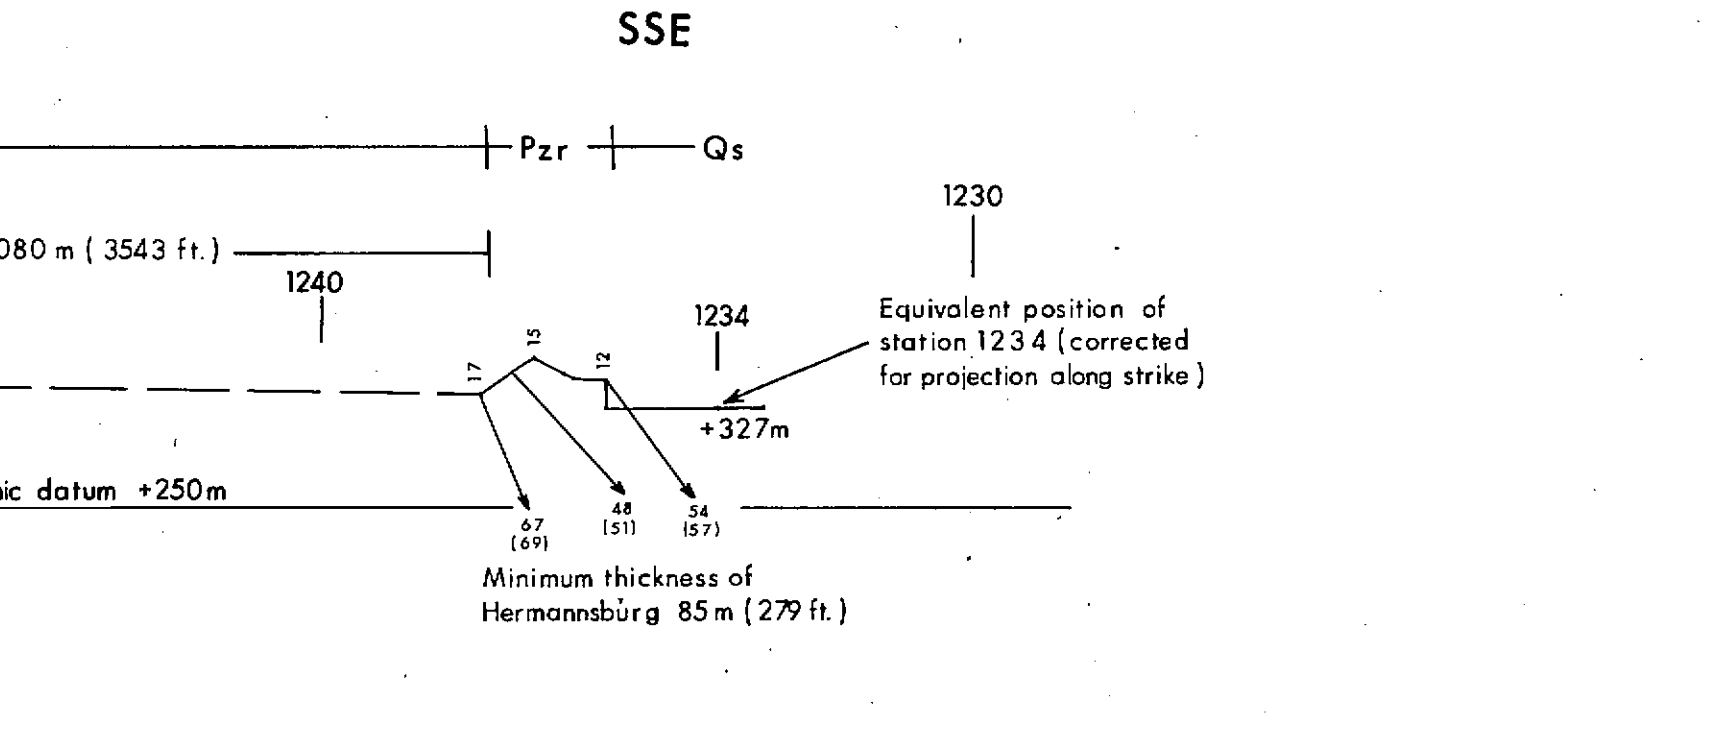 SSE
Pzr
Qs
1230
080 m ( 3543 ft. )
1240
1234
Equivalent position of
station 1234 (corrected
for projection along strike )
15
12
17
+327m
ic datum +250m
67
(69)
48
(51)
54
(57)
Minimum thickness of
Hermannsburg 85m ( 279 ft. )